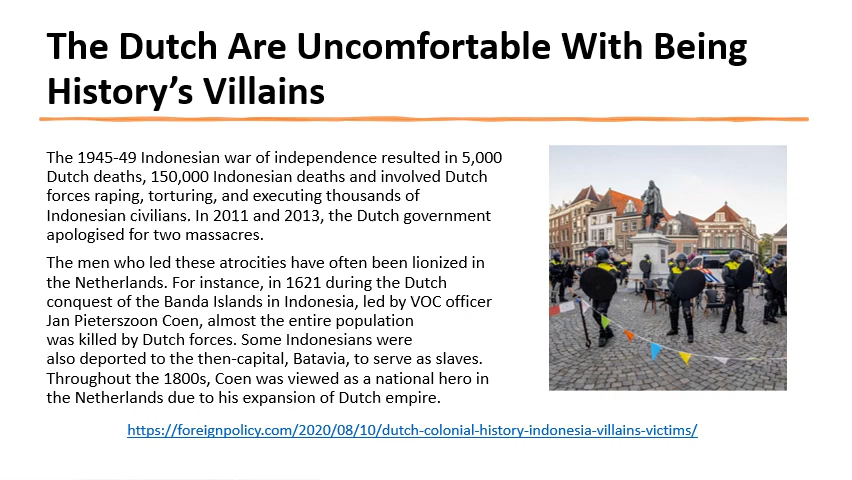 The Dutch Are Uncomfortable With Being
History’s Villains
The 1945-49 Indonesian war of independence resulted in 5,000
Dutch deaths, 150,000 Indonesian deaths and involved Dutch
forces raping, torturing, and executing thousands of
Indonesian civilians. In 2011 and 2013, the Dutch government
apologised for two massacres.
The men who led these atrocities have often been lionized in
the Netherlands. For instance, in 1621 during the Dutch
conquest of the Banda Islands in Indonesia, led by VOC officer
Jan Pieterszoon Coen, almost the entire population
was killed by Dutch forces. Some Indonesians were
also deported to the then-capital, Batavia, to serve as slaves.
Throughout the 1800s, Coen was viewed as a national hero in
the Netherlands due to his expansion of Dutch empire.
https://foreignpolicy.com/2020/08/10/dutch-colonial-history-indonesia-villains-victims/